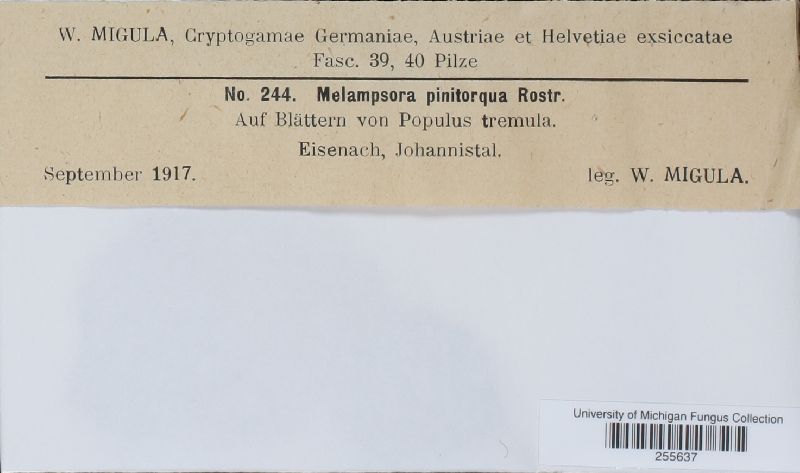 W. MIGULA, Cryptogamae Germaniae, Austriae et Helvetiae exsiccatae
Fasc. 39, 40 Pilze
No. 244. Melampsora pinitorqua Rostr.
Auf Blättern von Populus tremula.
Eisenach, Johannistal.
September 1917. leg. W. MIGULA.
University of Michigan Fungus Collection
255637